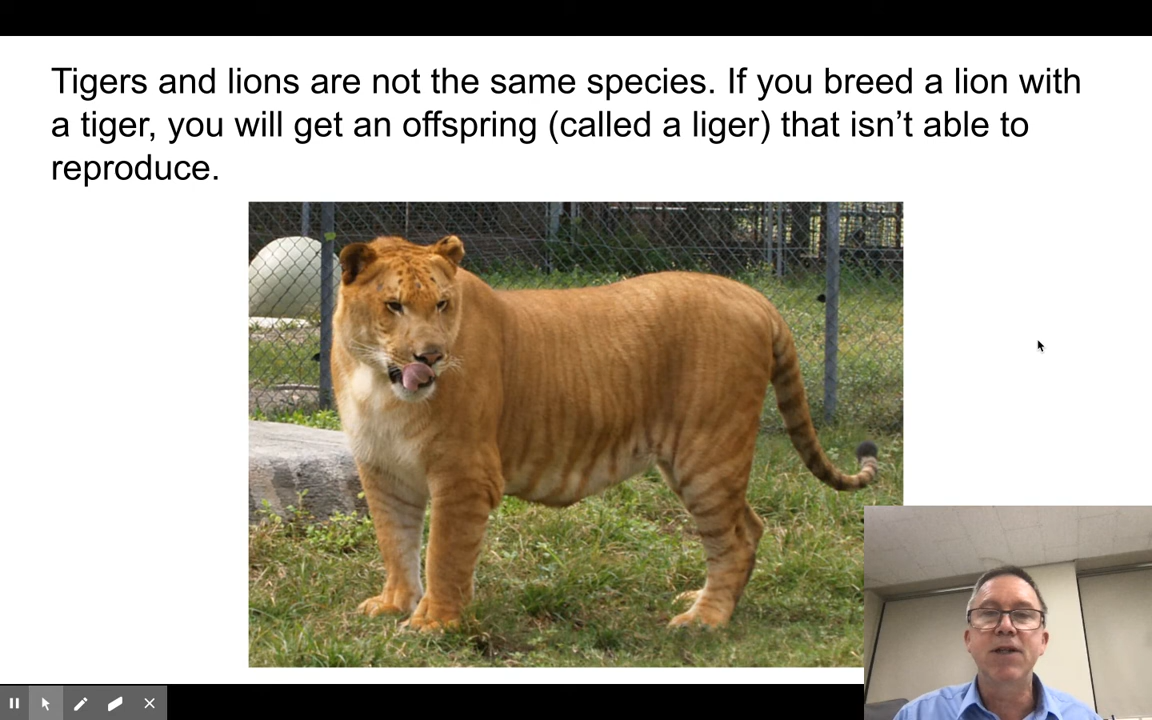 Tigers and lions are not the same species. If you breed a lion with
a tiger, you will get an offspring (called a liger) that isn’t able to
reproduce.